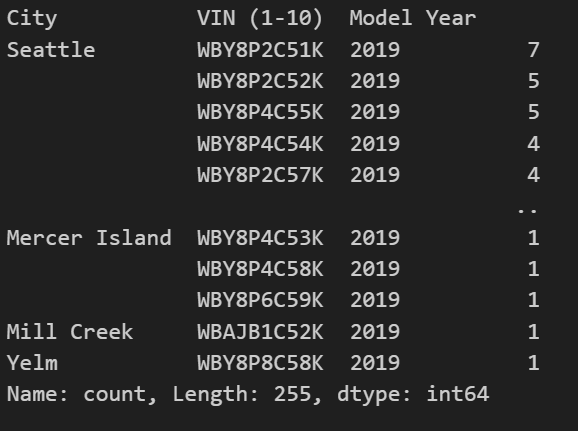 City VIN (1-10) Model Year
Seattle WBY8P2C51K 2019 7
WBY8P2C52K 2019 5
WBY8P4C55K 2019 5
WBY8P4C54K 2019 4
WBY8P2C57K 2019 4
..
Mercer Island WBY8P4C53K 2019 1
WBY8P4C58K 2019 1
WBY8P6C59K 2019 1
Mill Creek WBAJB1C52K 2019 1
Yelm WBY8P8C58K 2019 1
Name: count, Length: 255, dtype: int64